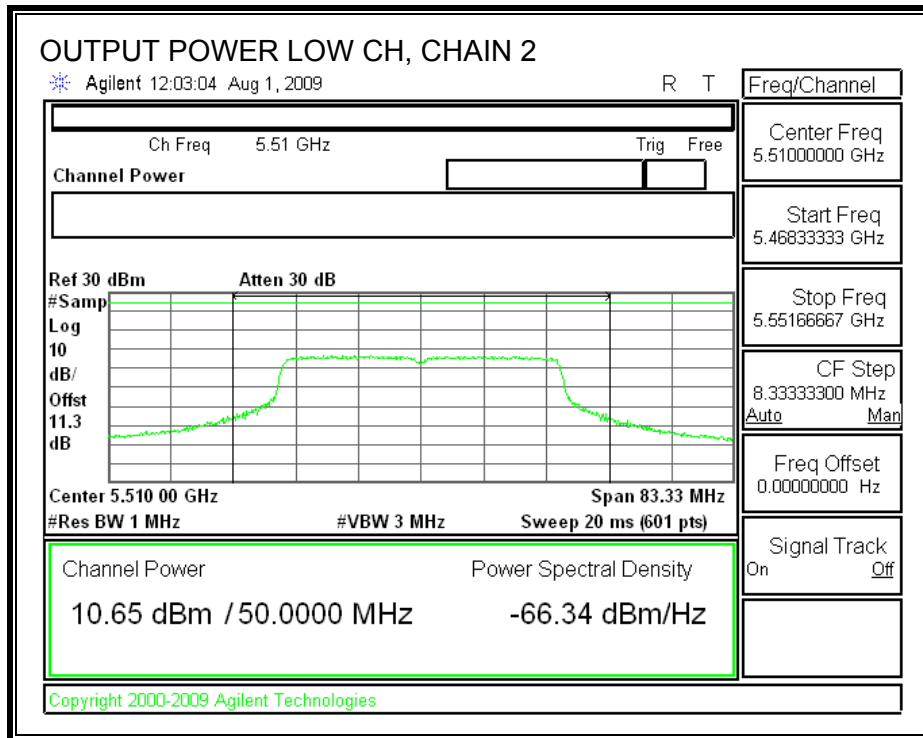 OUTPUT POWER LOW CH, CHAIN 2
Agilent 12:03:04 Aug 1, 2009 R T
Freq/Channel
Ch Freq 5.51 GHz Trig Free
Channel Power
Center Freq
5.51000000 GHz
Start Freq
5.46833333 GHz
Stop Freq
5.55166667 GHz
CF Step
8.33333300 MHz
Auto Man
Freq Offset
0.00000000 Hz
Signal Track
On Off
Ref 30 dBm Atten 30 dB
#Samp
Log
10
dB/
Offst
11.3
dB
Center 5.510 00 GHz Span 83.33 MHz
#Res BW 1 MHz #VBW 3 MHz Sweep 20 ms (601 pts)
Channel Power Power Spectral Density
10.65 dBm / 50.0000 MHz -66.34 dBm/Hz
Copyright 2000-2009 Agilent Technologies